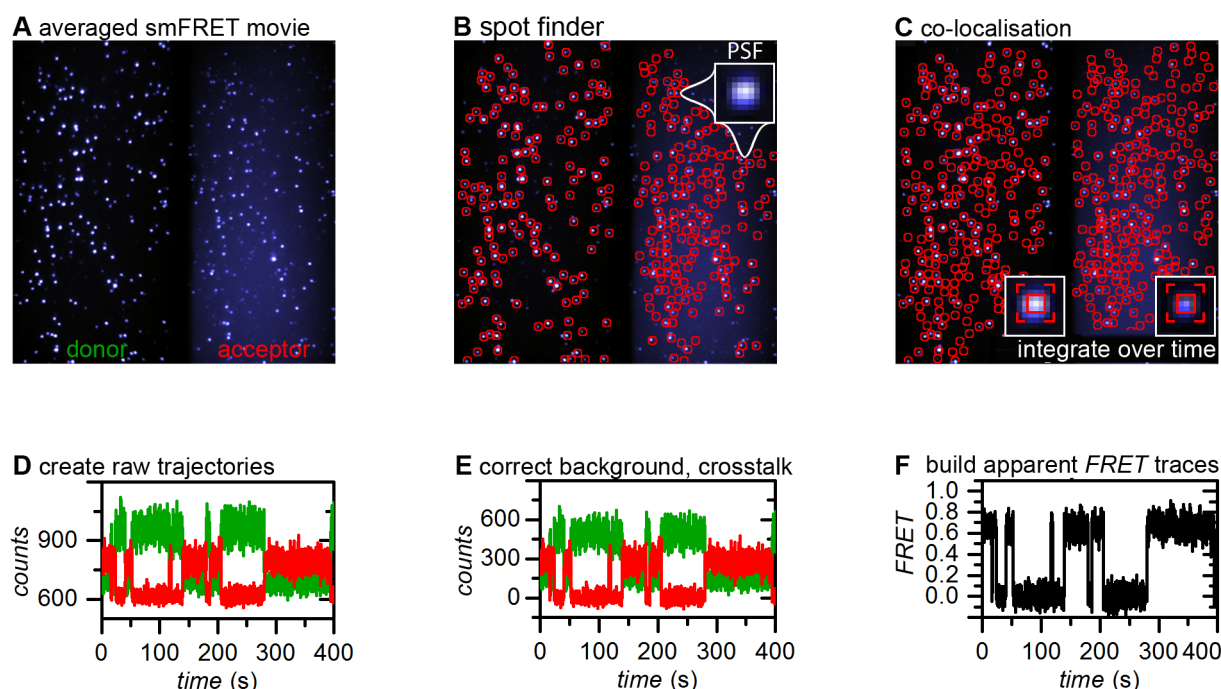 A averaged smFRET movie
donor
acceptor
B spot finder
PSF
C co-localisation
integrate over time
D create raw trajectories
counts
900
600
0 100 200 300 400
time (s)
E correct background, crosstalk
counts
600
300
0
0 100 200 300 400
time (s)
F build apparent FRET traces
FRET
1.0
0.8
0.6
0.4
0.2
0.0
0 100 200 300 400
time (s)